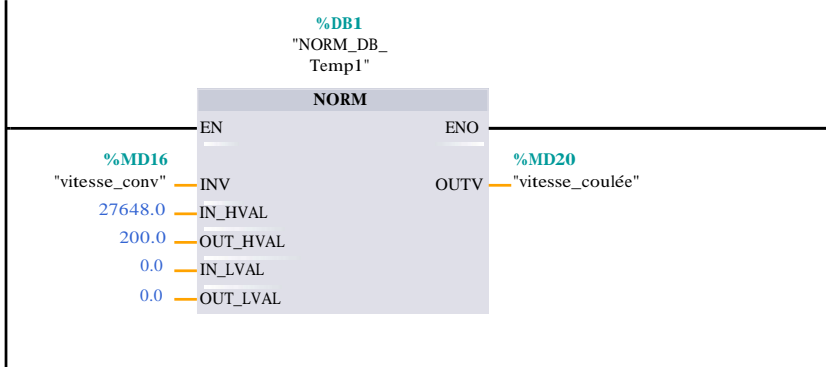 %DB1
"NORM_DB_
Temp1"
NORM
EN ENO
%MD16 %MD20
"vitesse_conv" INV OUTV "vitesse_coulée"
27648.0 IN_HVAL
200.0 OUT_HVAL
0.0 IN_LVAL
0.0 OUT_LVAL